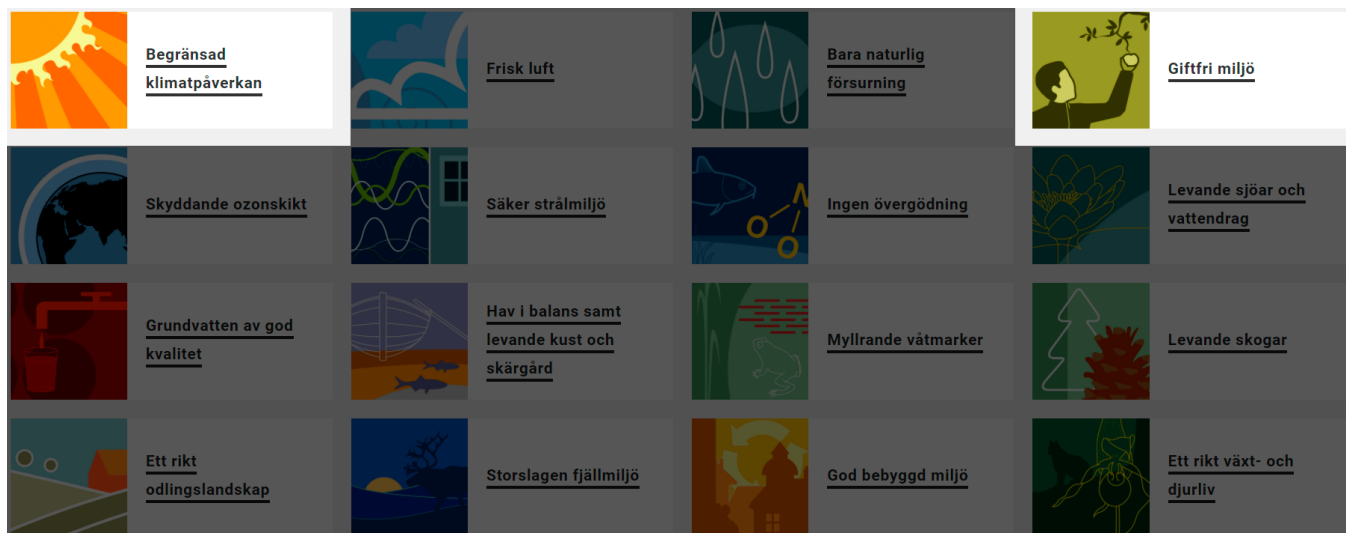 Begränsad
klimatpåverkan
Frisk luft
Bara naturlig
försurning
Giftfri miljö
Skyddande ozonskikt
Säker strålmiljö
N
O
O
Ingen övergödning
Levande sjöar och
vattendrag
Grundvatten av god
kvalitet
Hav i balans samt
levande kust och
skärgård
Myllrande våtmarker
Levande skogar
Ett rikt
odlingslandskap
Storslagen fjällmiljö
God bebyggd miljö
Ett rikt växt- och
djurliv